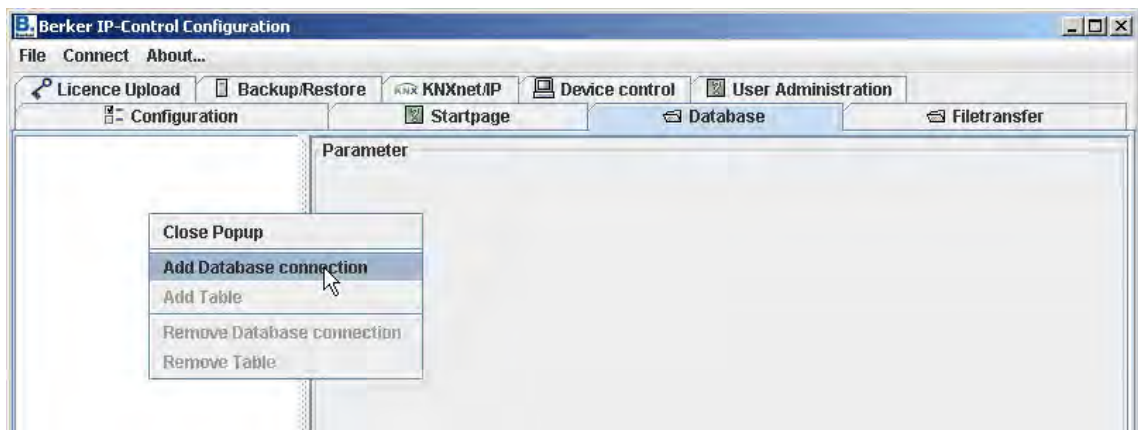 B. Berker IP-Control Configuration
File Connect About...
Licence Upload Backup/Restore KNX KNXnet/IP Device control User Administration
Configuration Startpage Database Filetransfer
Parameter
Close Popup
Add Database connection
Add Table
Remove Database connection
Remove Table